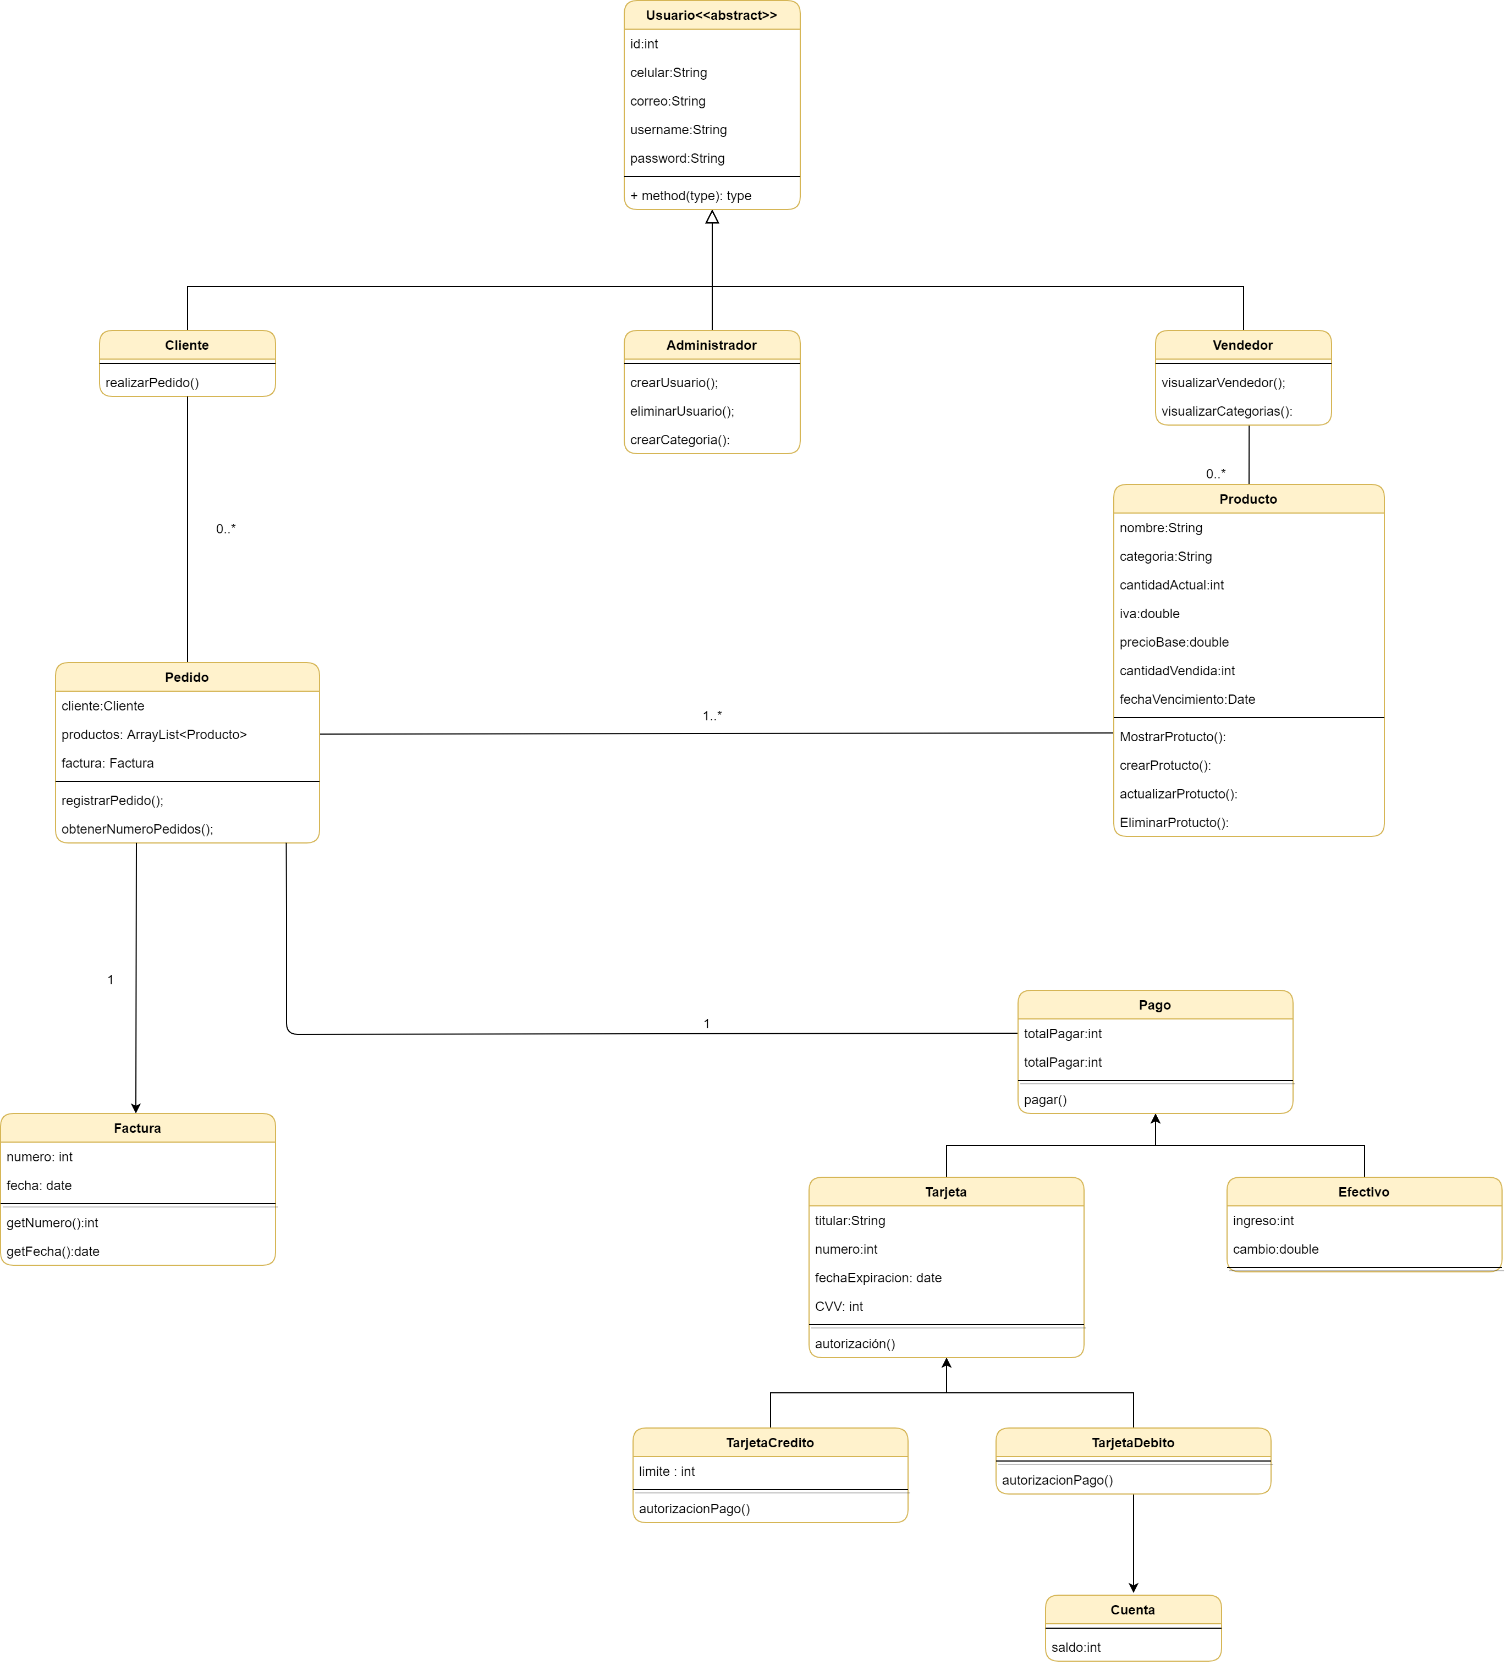 Usuario<<abstract>>
id:int
celular:String
correo:String
username:String
password:String
+ method(type): type
Cliente
realizarPedido()
Administrador
crearUsuario();
eliminarUsuario();
crearCategoria():
Vendedor
visualizarVendedor();
visualizarCategorias():
0..*
0..*
Producto
nombre:String
categoria:String
cantidadActual:int
iva:double
precioBase:double
cantidadVendida:int
fechaVencimiento:Date
MostrarProtucto():
crearProtucto():
actualizarProtucto():
EliminarProtucto():
Pedido
cliente:Cliente
productos: ArrayList<Producto>
factura: Factura
registrarPedido();
obtenerNumeroPedidos();
1..*
1
1
Pago
totalPagar:int
totalPagar:int
pagar()
Factura
numero: int
fecha: date
getNumero():int
getFecha():date
Tarjeta
titular:String
numero:int
fechaExpiracion: date
CVV: int
autorización()
Efectivo
ingreso:int
cambio:double
TarjetaCredito
limite : int
autorizacionPago()
TarjetaDebito
autorizacionPago()
Cuenta
saldo:int